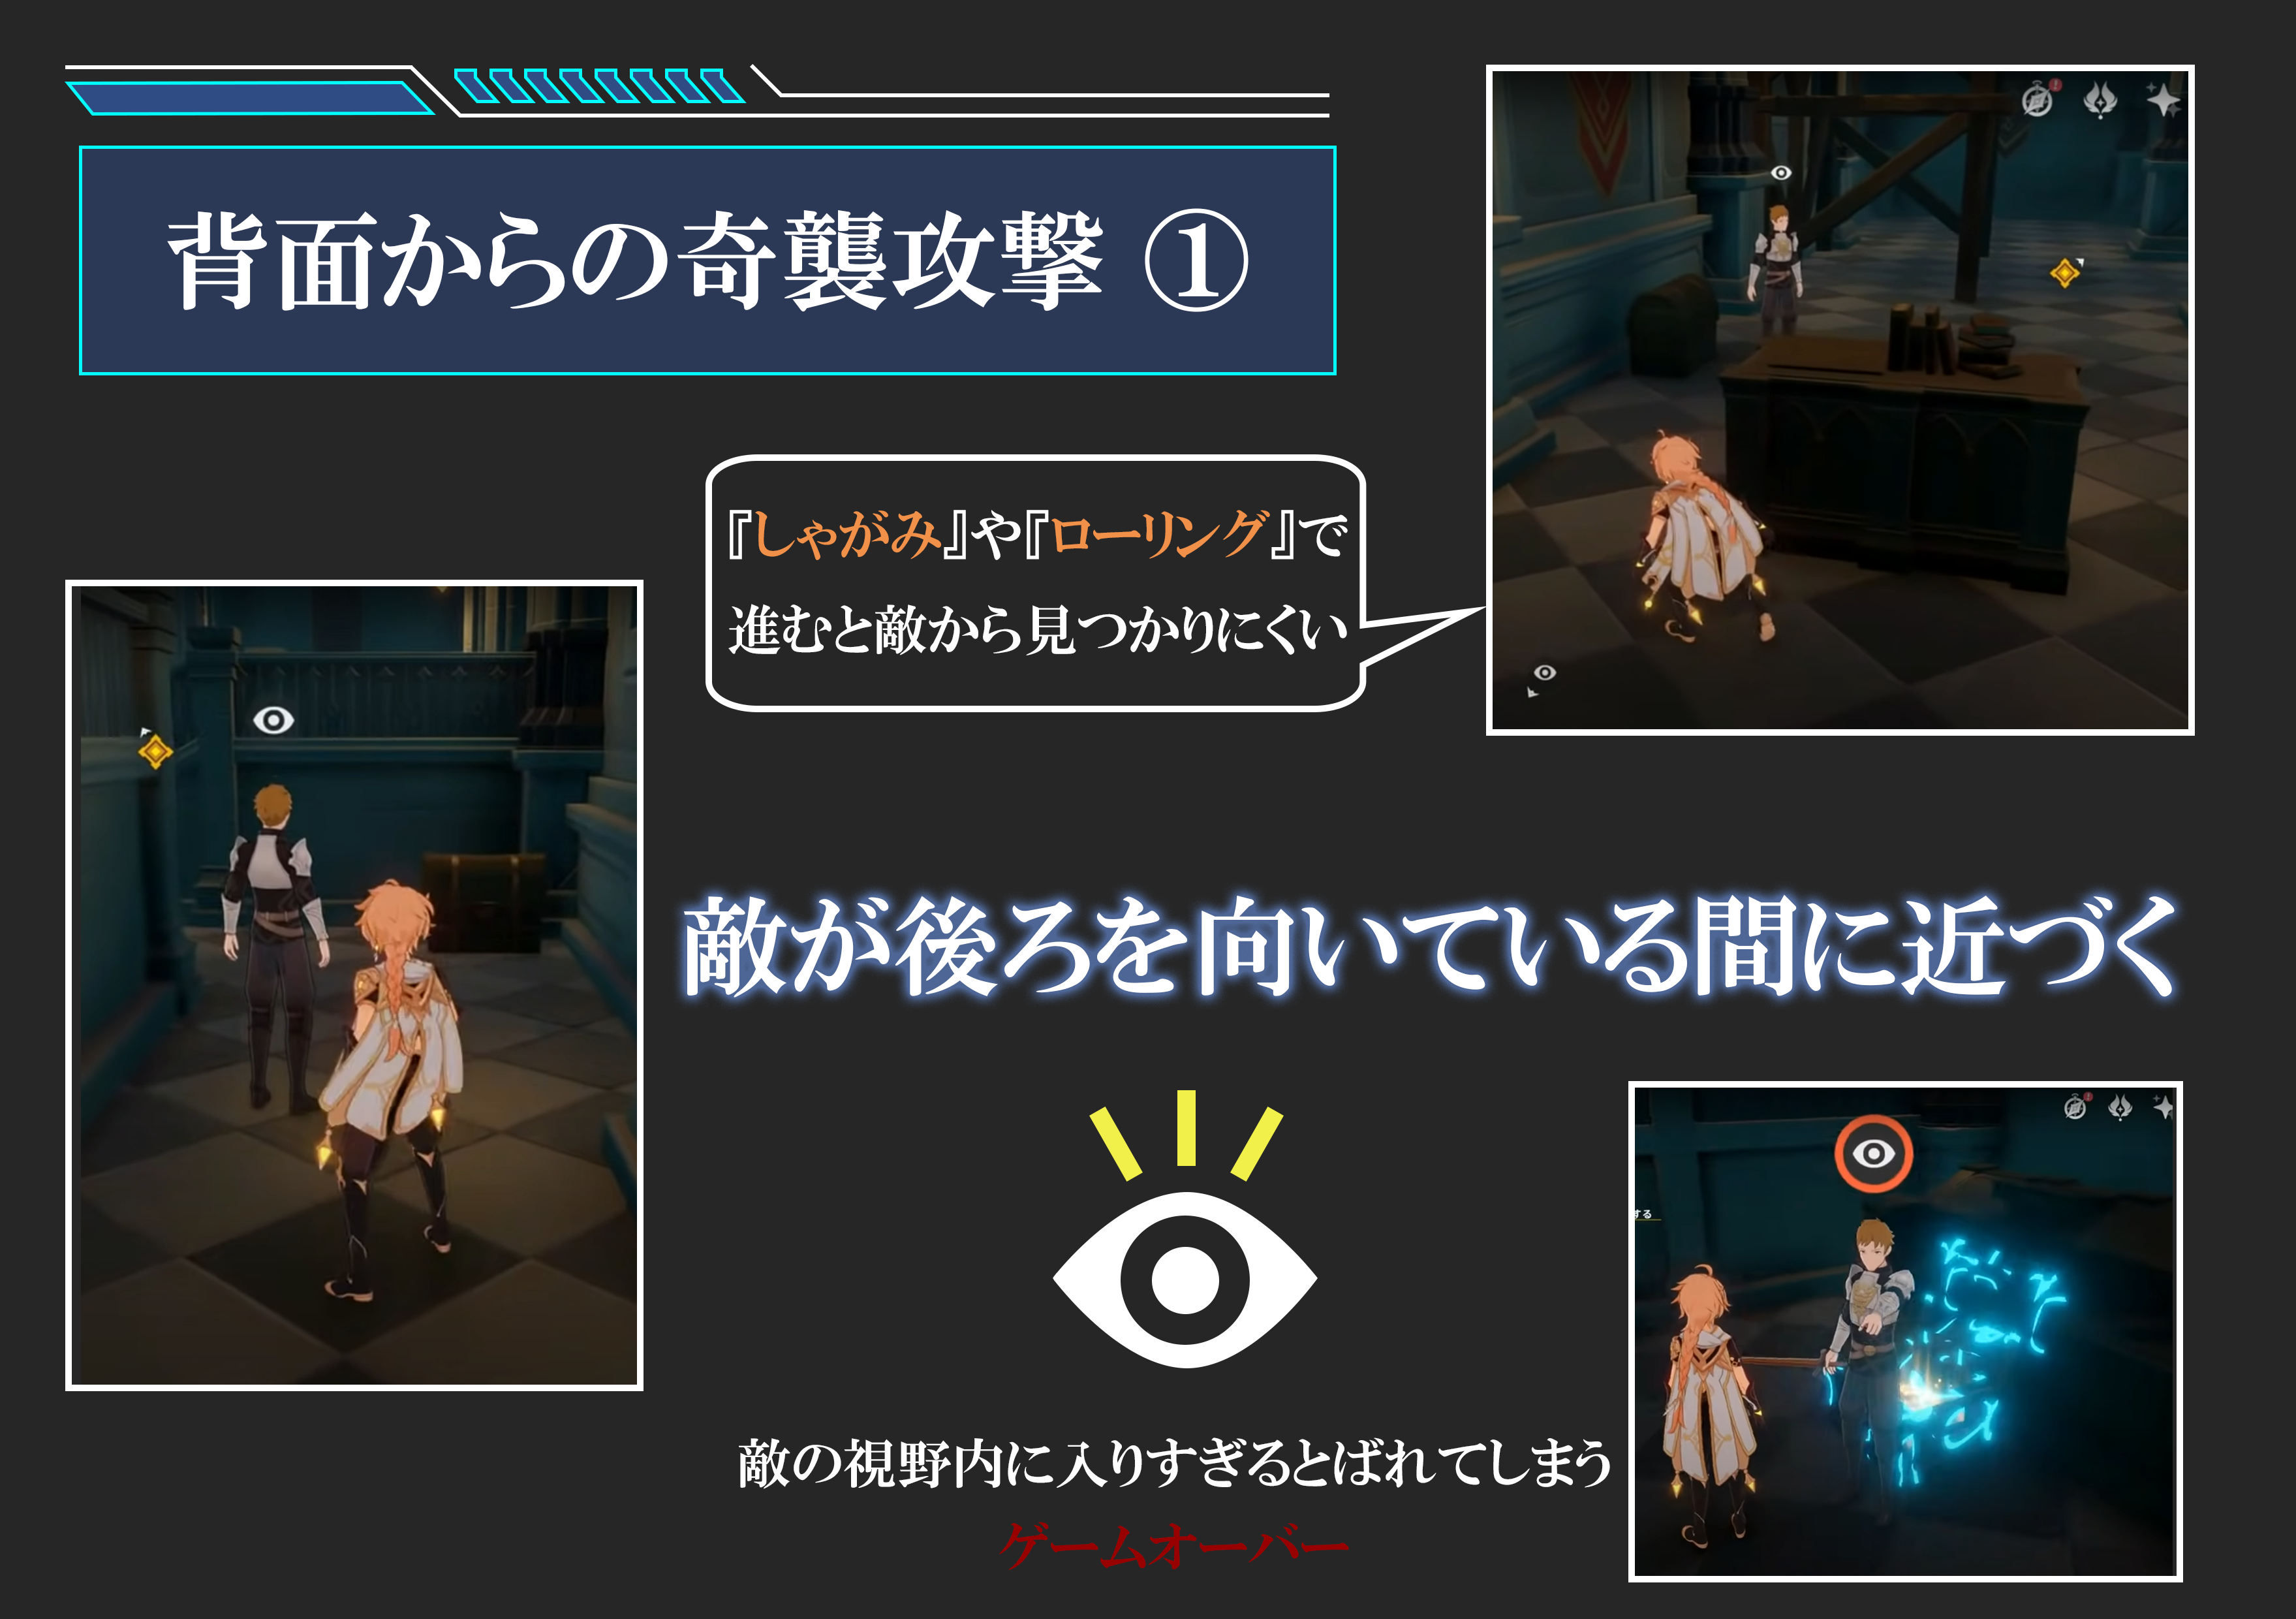 背面からの奇襲攻撃 ①
『しゃがみ』や『ローリング』で
進むと敵から見つかりにくい
敵が後ろを向いている間に近づく
する
敵の視野内に入りすぎるとばれてしまう
ゲームオーバー